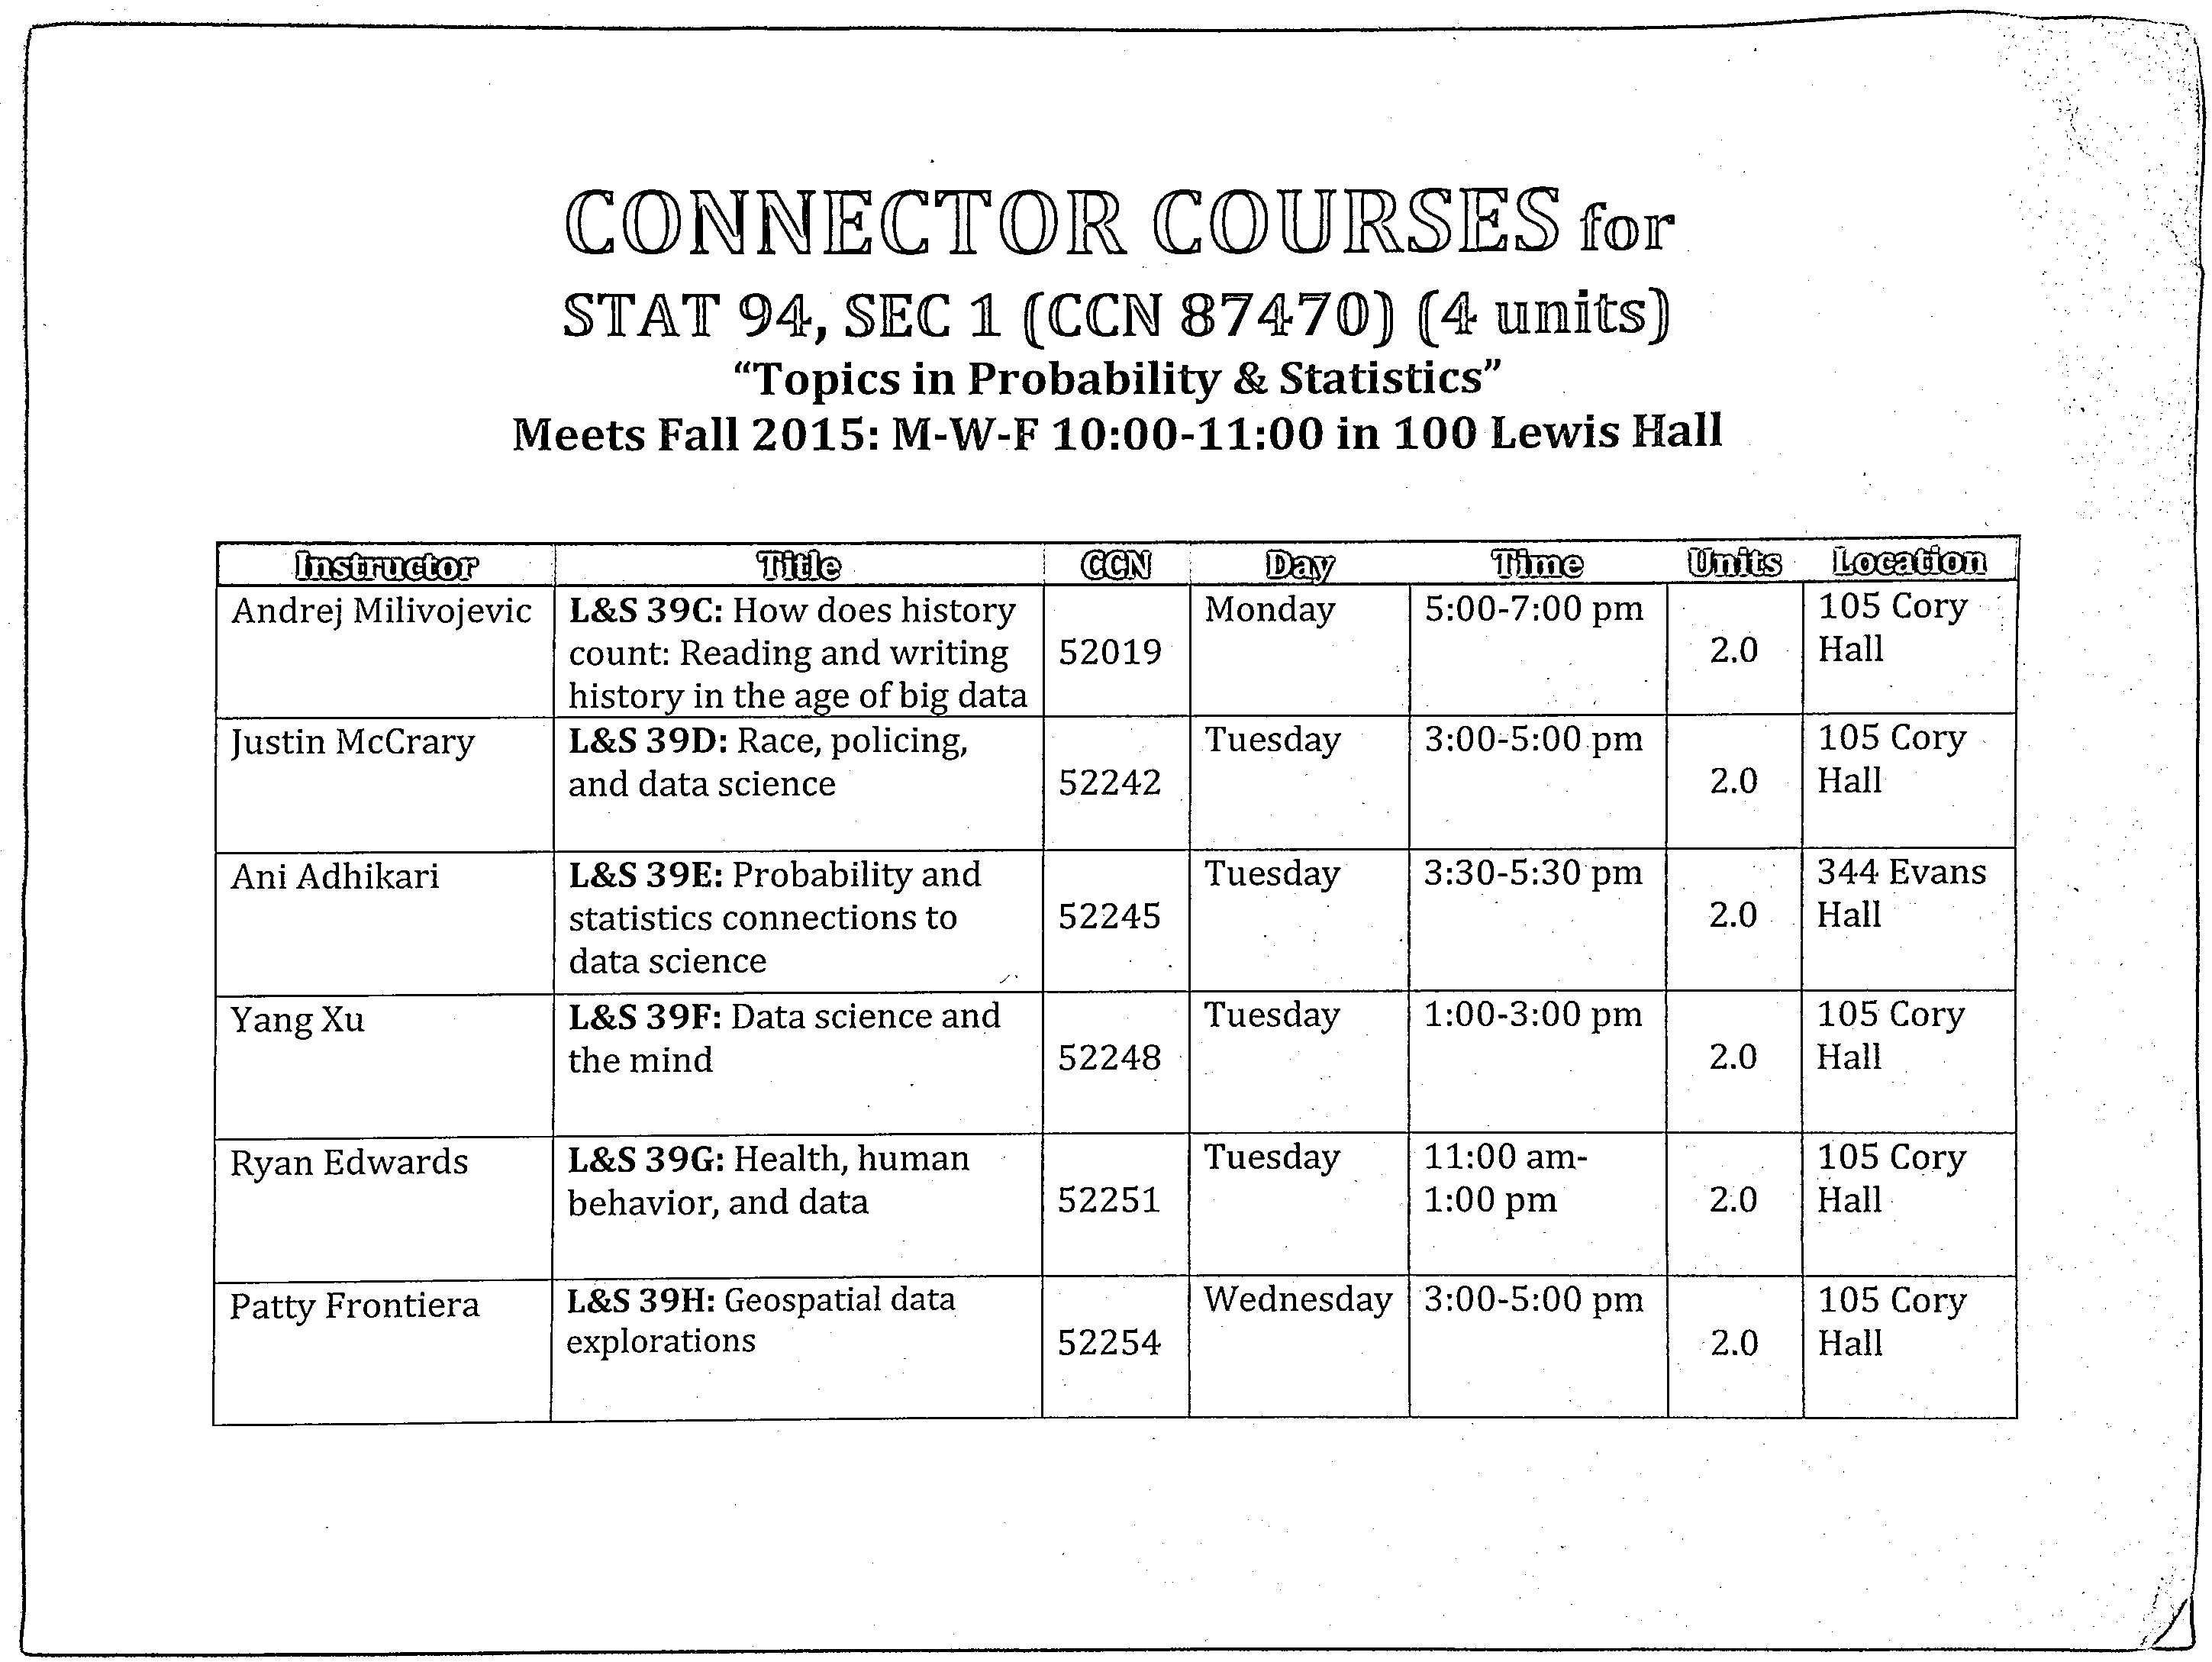 CONNECTOR COURSES for
STAT 94, SEC 1 (CCN 87470) (4 units)
“Topics in Probability & Statistics”
Meets Fall 2015: M-W-F 10:00-11:00 in 100 Lewis Hall
Instructor Title CCN Day Time Units Location
Andrej Milivojevic L&S 39C: How does history Monday 5:00-7:00 pm 105 Cory
count: Reading and writing 52019 2.0 Hall
history in the age of big data
Justin McCrary L&S 39D: Race, policing, Tuesday 3:00-5:00 pm 105 Cory
and data science 52242 2.0 Hall
Ani Adhikari L&S 39E: Probability and Tuesday 3:30-5:30 pm 344 Evans
statistics connections to 52245 2.0 Hall
data science
Yang Xu L&S 39F: Data science and Tuesday 1:00-3:00 pm 105 Cory
the mind 52248 2.0 Hall
Ryan Edwards L&S 39G: Health, human Tuesday 11:00 am- 105 Cory
behavior, and data 52251 1:00 pm 2.0 Hall
Patty Frontiera L&S 39H: Geospatial data Wednesday 3:00-5:00 pm 105 Cory
explorations 52254 2.0 Hall